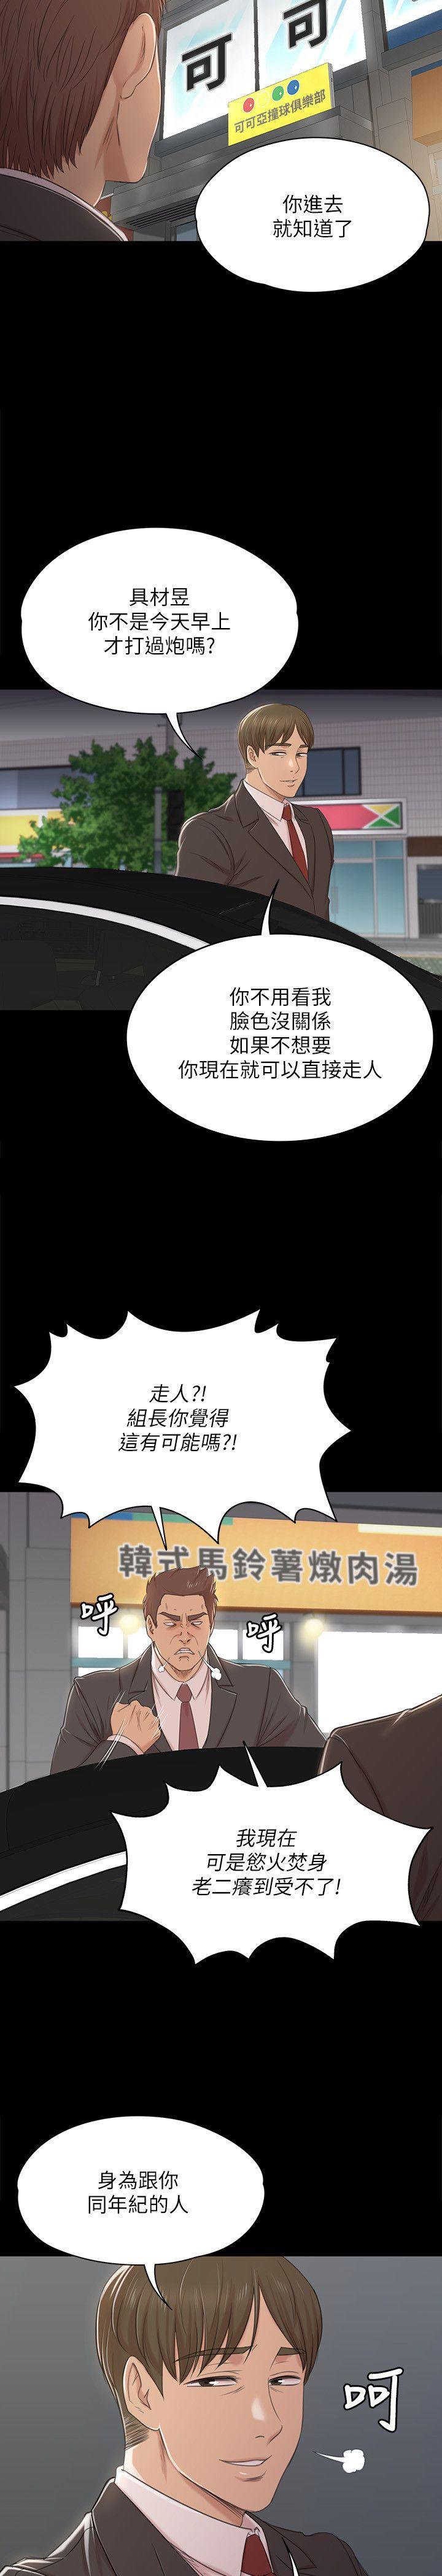 可
可
可可亞撞球俱樂部
你進去
就知道了
具材昱
你不是今天早上
才打過炮嗎?
你不用看我
臉色沒關係
如果不想要
你現在就可以直接走人
走人?!
組長你覺得
這有可能嗎?!
韓式馬鈴薯燉肉湯
呼
呼
我現在
可是慾火焚身
老二癢到受不了!
身為跟你
同年紀的人
呵